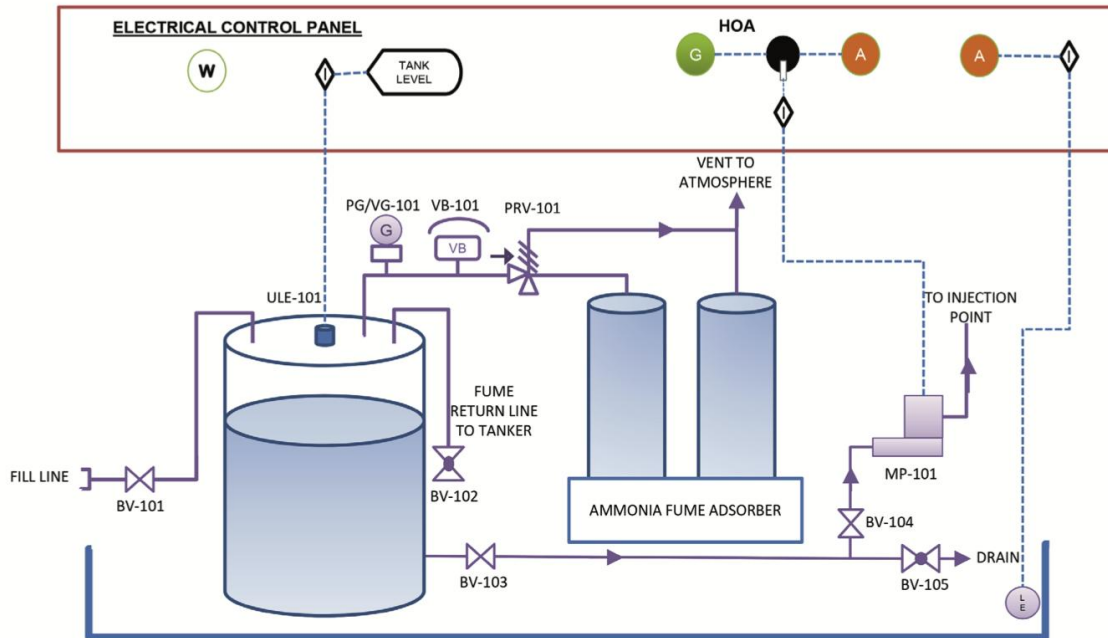 ELECTRICAL CONTROL PANEL
W
I
TANK
LEVEL
HOA
G
A
I
A
I
VENT TO
ATMOSPHERE
PG/VG-101
VB-101
PRV-101
G
VB
ULE-101
TO INJECTION
POINT
FUME
RETURN LINE
TO TANKER
FILL LINE
BV-101
BV-102
MP-101
AMMONIA FUME ADSORBER
BV-104
BV-103
DRAIN
BV-105
L
E